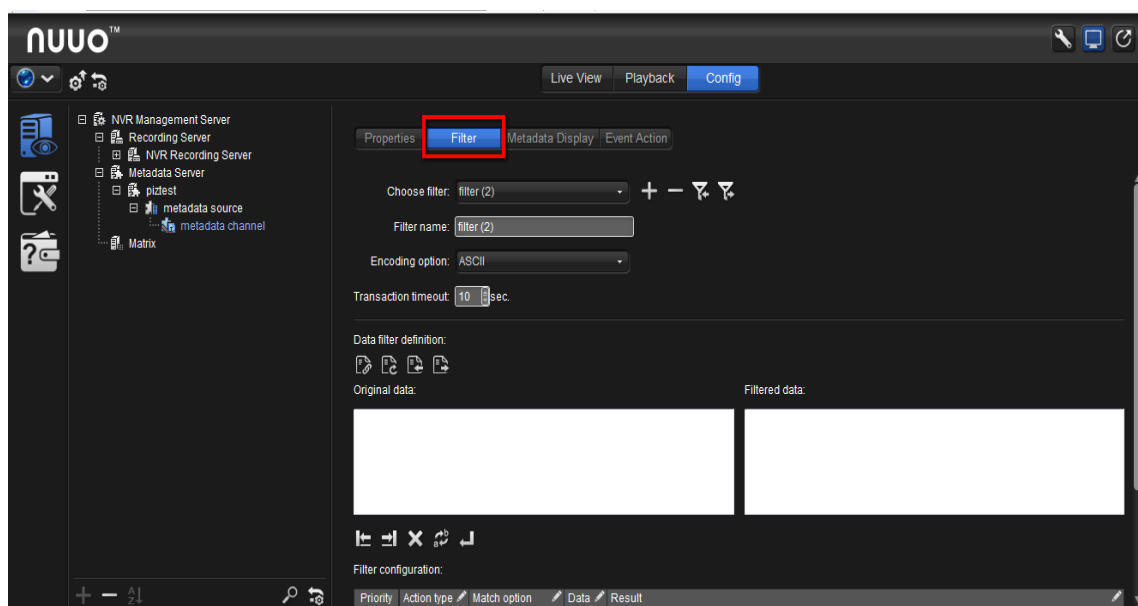 nuuo™
Live View Playback Config
NVR Management Server
Recording Server
NVR Recording Server
Metadata Server
piztest
metadata source
metadata channel
Matrix
Properties Filter Metadata Display Event Action
Choose filter: filter (2)
Filter name: filter (2)
Encoding option: ASCII
Transaction timeout: 10 sec.
Data filter definition:
Original data: Filtered data:
Filter configuration:
Priority Action type Match option Data Result